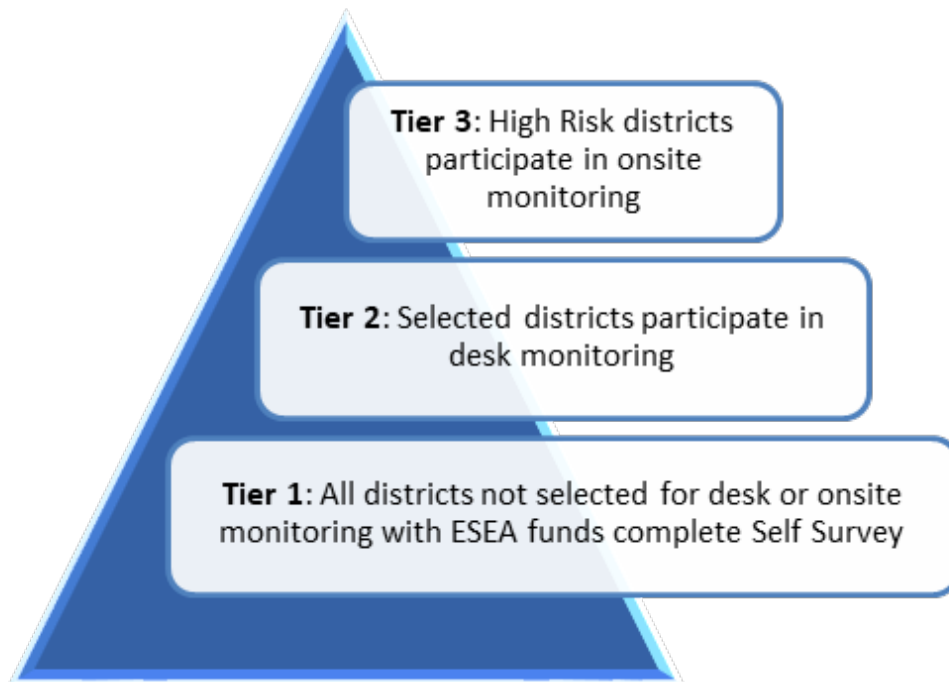 Tier 3: High Risk districts
participate in onsite
monitoring
Tier 2: Selected districts participate in
desk monitoring
Tier 1: All districts not selected for desk or onsite
monitoring with ESEA funds complete Self Survey